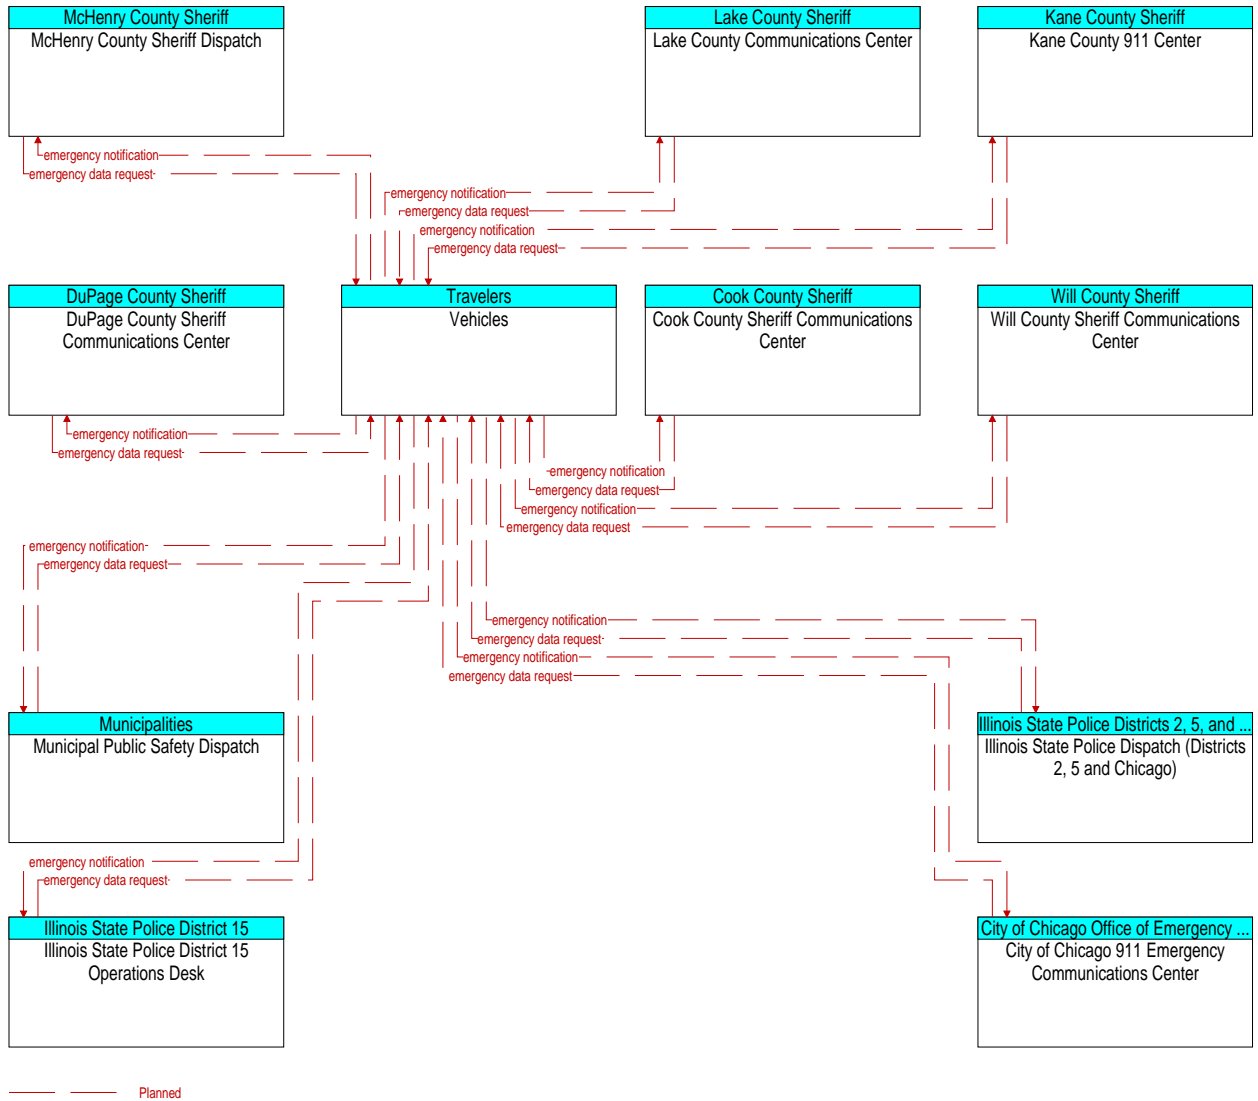 McHenry County Sheriff
McHenry County Sheriff Dispatch
Lake County Sheriff
Lake County Communications Center
Kane County Sheriff
Kane County 911 Center
emergency notification
emergency data request
emergency notification
emergency data request
emergency notification
emergency data request
DuPage County Sheriff
DuPage County Sheriff
Communications Center
Travelers
Vehicles
Cook County Sheriff
Cook County Sheriff Communications
Center
Will County Sheriff
Will County Sheriff Communications
Center
emergency notification
emergency data request
emergency notification
emergency data request
emergency notification
emergency data request
emergency notification
emergency data request
emergency notification
emergency data request
emergency notification
emergency data request
Municipalities
Municipal Public Safety Dispatch
Illinois State Police Districts 2, 5, and ...
Illinois State Police Dispatch (Districts
2, 5 and Chicago)
emergency notification
emergency data request
Illinois State Police District 15
Illinois State Police District 15
Operations Desk
City of Chicago Office of Emergency ...
City of Chicago 911 Emergency
Communications Center
Planned